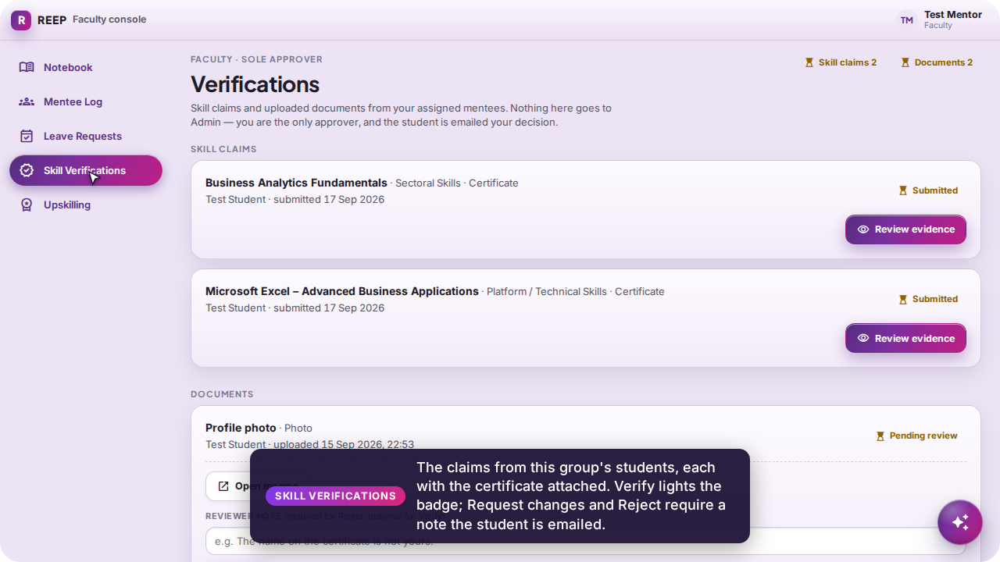 R REEP Faculty console
Test Mentor
TM
Faculty
Notebook
Mentee Log
Leave Requests
Skill Verifications
Upskilling
FACULTY · SOLE APPROVER
Skill claims 2
Documents 2
Verifications
Skill claims and uploaded documents from your assigned mentees. Nothing here goes to
Admin — you are the only approver, and the student is emailed your decision.
SKILL CLAIMS
Business Analytics Fundamentals · Sectoral Skills · Certificate
Test Student · submitted 17 Sep 2026
Submitted
Review evidence
Microsoft Excel – Advanced Business Applications · Platform / Technical Skills · Certificate
Test Student · submitted 17 Sep 2026
Submitted
Review evidence
DOCUMENTS
Profile photo · Photo
Test Student · uploaded 15 Sep 2026, 22:53
Pending review
Open
REVIEWER NOTE (required for Reject, optional for Verify)
e.g. The name on the certificate is not yours.
SKILL VERIFICATIONS
The claims from this group's students, each
with the certificate attached. Verify lights the
badge; Request changes and Reject require a
note the student is emailed.